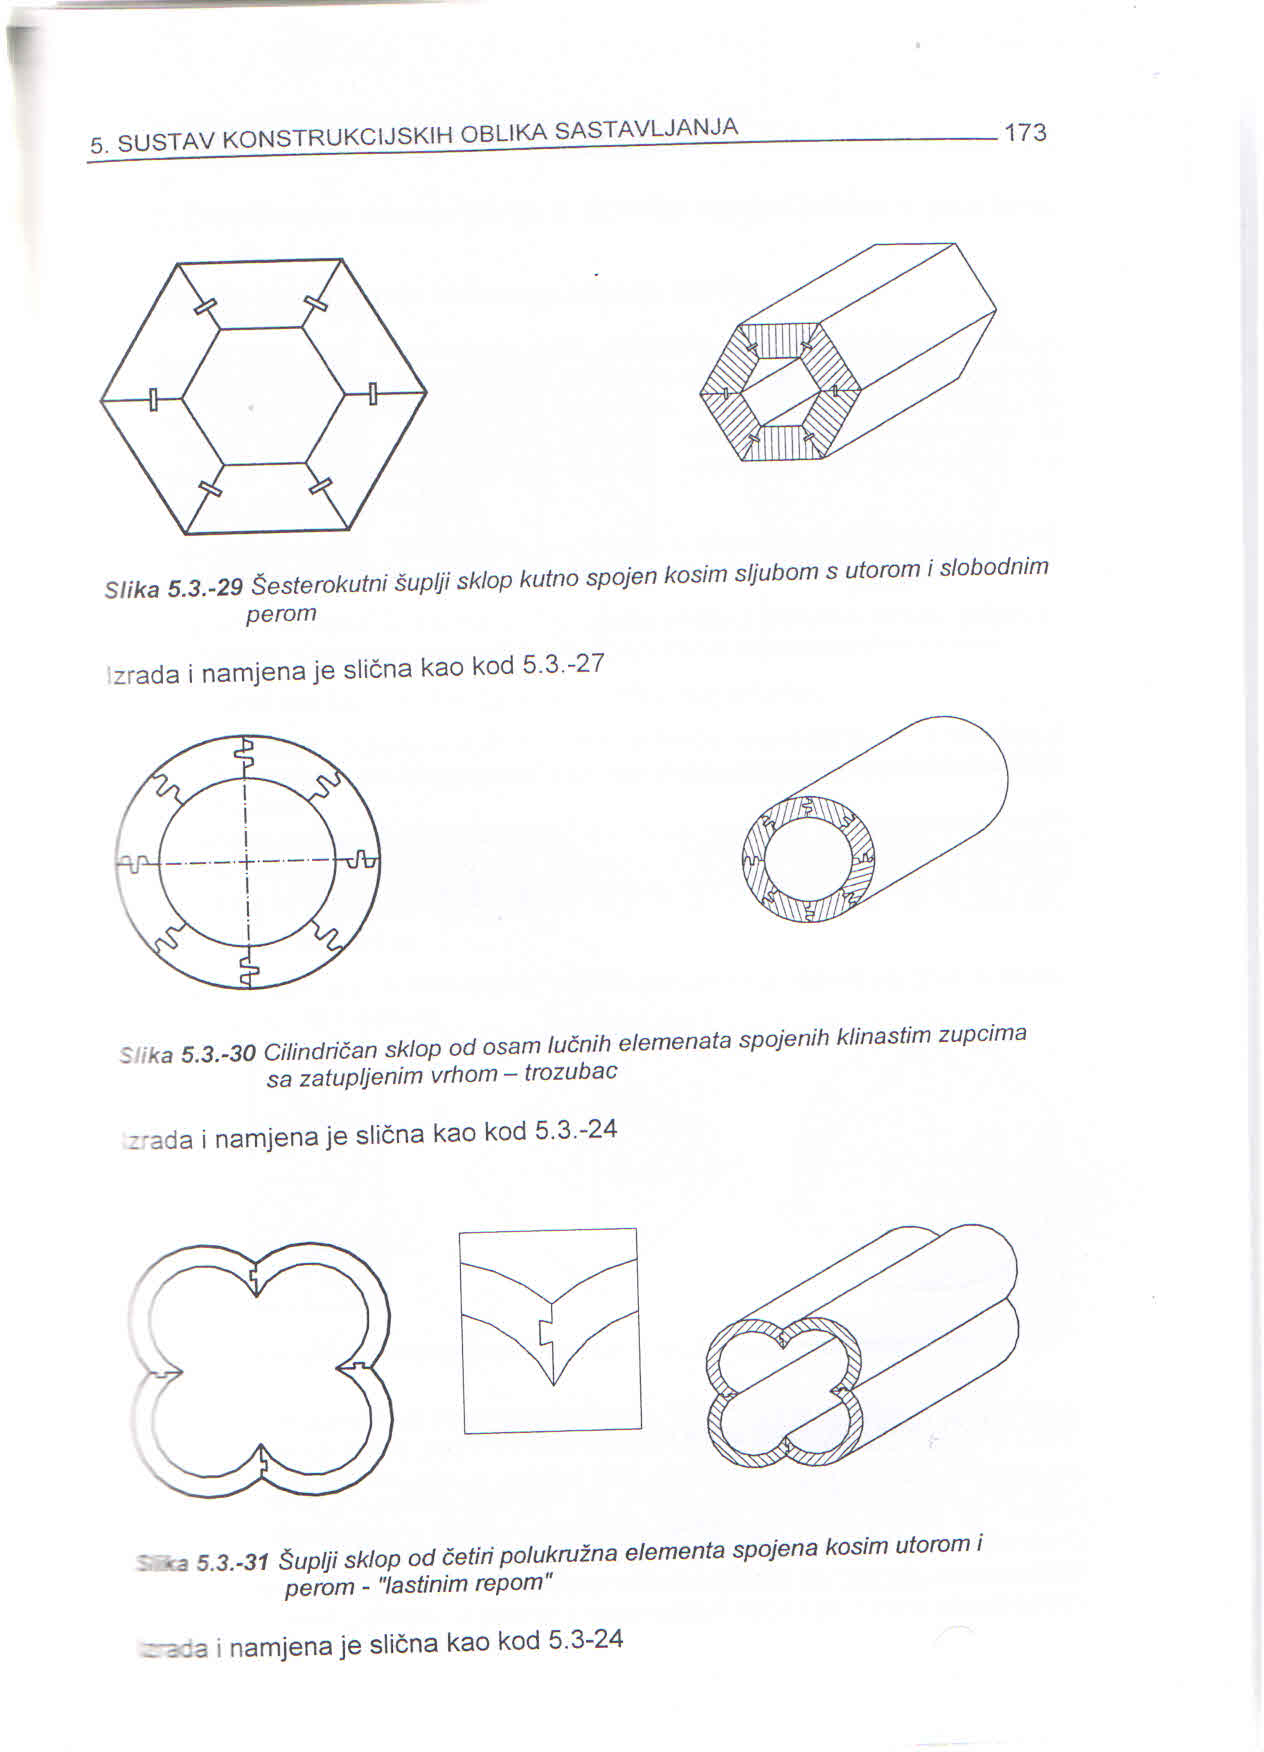 5. SUSTAV KONSTRUKCIJSKIH OBLIKA SASTAVLJANJA 173
Slika 5.3.-29 Šesterokutni šuplji sklop kutno spojen kosim sljubom s utorom i slobodnim
perom
Izrada i namjena je slična kao kod 5.3.-27
Slika 5.3.-30 Cilindričan sklop od osam lučnih elemenata spojenih klinastim zupcima
sa zatupljenim vrhom – trozubac
Izrada i namjena je slična kao kod 5.3.-24
Slika 5.3.-31 Šuplji sklop od četiri polukružna elementa spojena kosim utorom i
perom - "lastinim repom"
Izrada i namjena je slična kao kod 5.3-24